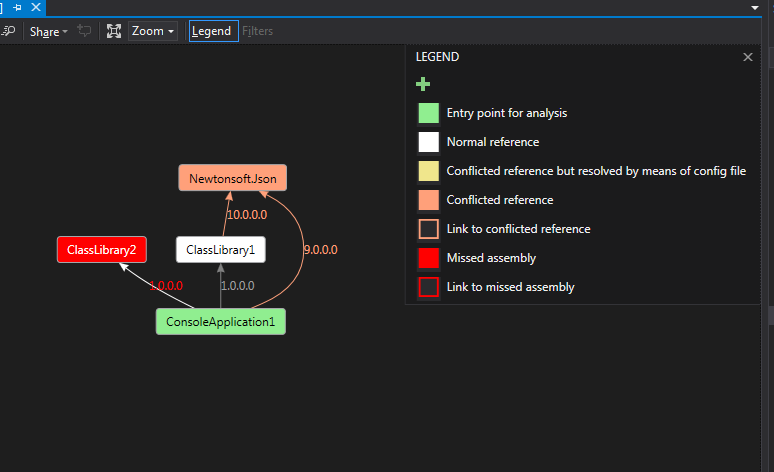 Share
Zoom
Legend
Filters
LEGEND
Entry point for analysis
Normal reference
Conflicted reference but resolved by means of config file
Conflicted reference
Link to conflicted reference
Missed assembly
Link to missed assembly
Newtonsoft.Json
10.0.0.0
ClassLibrary2
ClassLibrary1
9.0.0.0
1.0.0.0
1.0.0.0
ConsoleApplication1